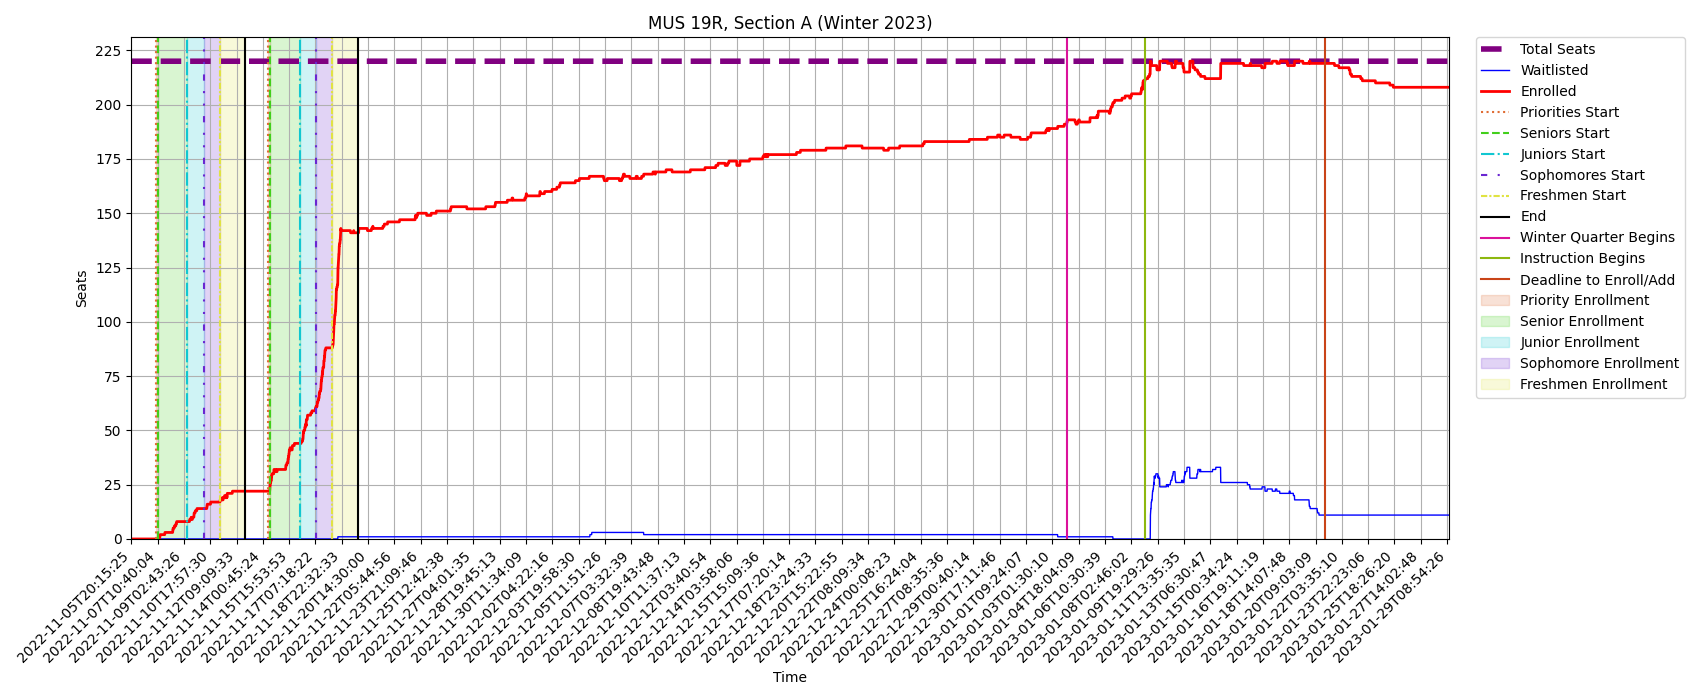 MUS 19R, Section A (Winter 2023)
225
200
175
150
125
100
75
50
25
0
Seats
2022-11-05T20:15:25
2022-11-07T10:40:04
2022-11-09T02:43:26
2022-11-10T17:57:30
2022-11-12T09:09:33
2022-11-14T00:45:24
2022-11-15T15:53:53
2022-11-17T07:18:22
2022-11-18T22:32:33
2022-11-20T14:30:00
2022-11-22T05:44:56
2022-11-23T21:09:46
2022-11-25T12:42:38
2022-11-27T04:01:35
2022-11-28T19:45:13
2022-11-30T11:34:09
2022-12-02T04:22:16
2022-12-03T19:58:30
2022-12-05T11:51:26
2022-12-07T03:32:39
2022-12-08T19:43:48
2022-12-10T11:37:13
2022-12-12T03:40:54
2022-12-14T03:58:06
2022-12-15T15:09:36
2022-12-17T07:20:14
2022-12-18T23:24:33
2022-12-20T15:22:55
2022-12-22T08:09:34
2022-12-24T00:08:23
2022-12-25T16:24:04
2022-12-27T08:35:36
2022-12-29T00:40:14
2022-12-30T17:11:46
2023-01-01T09:24:07
2023-01-03T01:30:10
2023-01-04T18:04:09
2023-01-06T10:30:39
2023-01-08T02:46:02
2023-01-09T19:29:26
2023-01-11T13:35:35
2023-01-13T06:30:47
2023-01-15T00:34:24
2023-01-16T19:11:19
2023-01-18T14:07:48
2023-01-20T09:03:09
2023-01-22T03:35:10
2023-01-23T22:23:06
2023-01-25T18:26:20
2023-01-27T14:02:48
2023-01-29T08:54:26
Time
Total Seats
Waitlisted
Enrolled
Priorities Start
Seniors Start
Juniors Start
Sophomores Start
Freshmen Start
End
Winter Quarter Begins
Instruction Begins
Deadline to Enroll/Add
Priority Enrollment
Senior Enrollment
Junior Enrollment
Sophomore Enrollment
Freshmen Enrollment